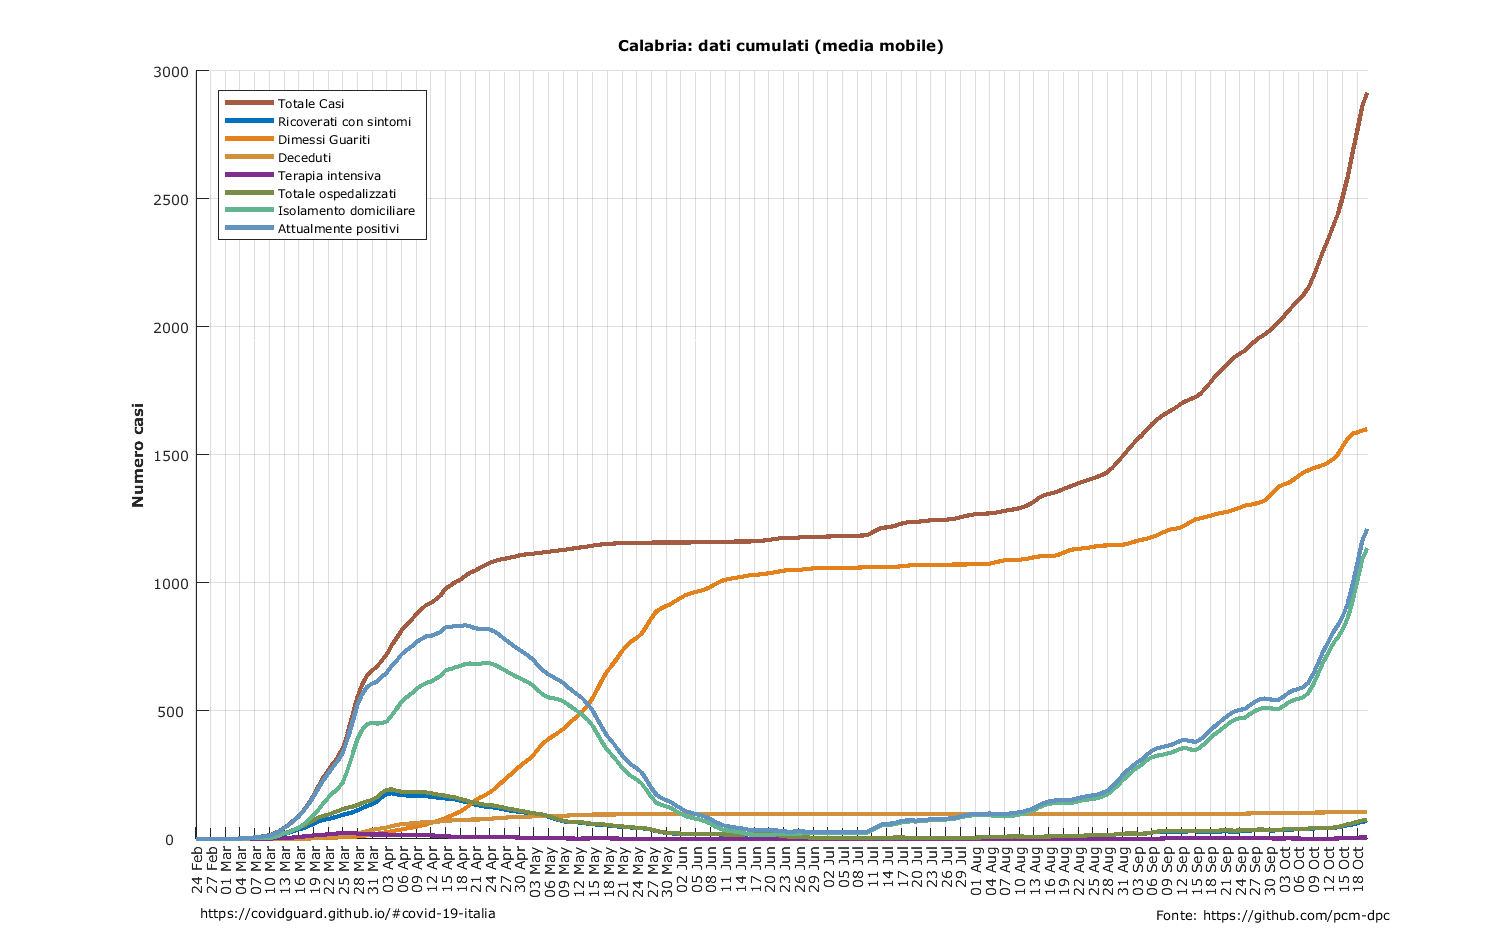 Calabria: dati cumulati (media mobile)
Numero casi
3000
2500
2000
1500
1000
500
0
Totale Casi
Ricoverati con sintomi
Dimessi Guariti
Deceduti
Terapia intensiva
Totale ospedalizzati
Isolamento domiciliare
Attualmente positivi
24 Feb
27 Feb
01 Mar
04 Mar
07 Mar
10 Mar
13 Mar
16 Mar
19 Mar
22 Mar
25 Mar
28 Mar
31 Mar
03 Apr
06 Apr
09 Apr
12 Apr
15 Apr
18 Apr
21 Apr
24 Apr
27 Apr
30 Apr
03 May
06 May
09 May
12 May
15 May
18 May
21 May
24 May
27 May
30 May
02 Jun
05 Jun
08 Jun
11 Jun
14 Jun
17 Jun
20 Jun
23 Jun
26 Jun
29 Jun
02 Jul
05 Jul
08 Jul
11 Jul
14 Jul
17 Jul
20 Jul
23 Jul
26 Jul
29 Jul
01 Aug
04 Aug
07 Aug
10 Aug
13 Aug
16 Aug
19 Aug
22 Aug
25 Aug
28 Aug
31 Aug
03 Sep
06 Sep
09 Sep
12 Sep
15 Sep
18 Sep
21 Sep
24 Sep
27 Sep
30 Sep
03 Oct
06 Oct
09 Oct
12 Oct
15 Oct
18 Oct
https://covidguard.github.io/#covid-19-italia
Fonte: https://github.com/pcm-dpc